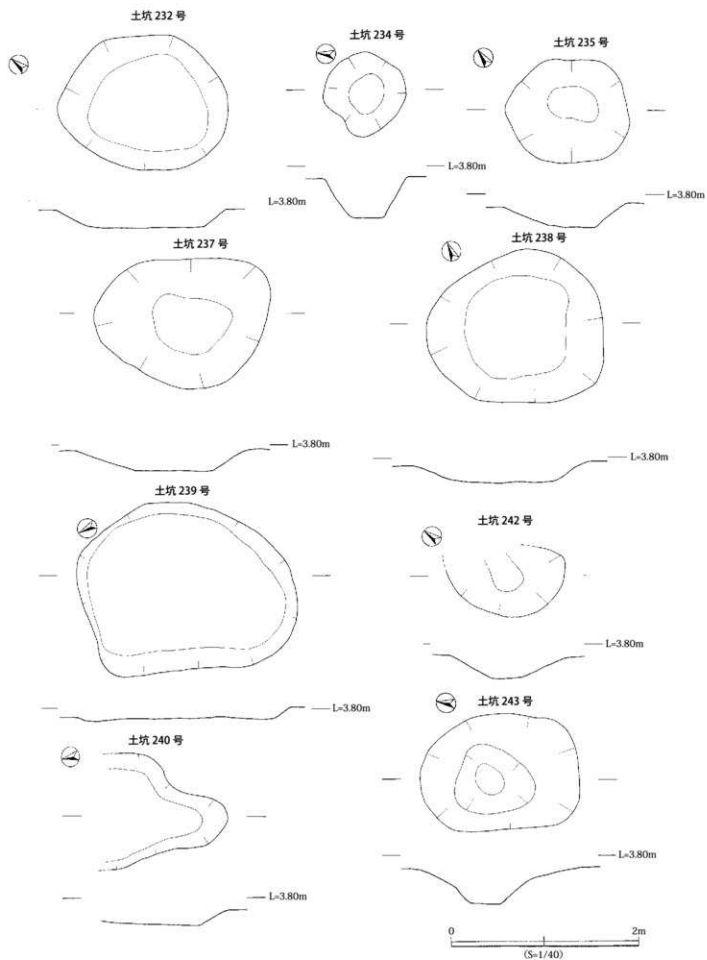 土坑 232 号
土坑 234 号
土坑 235 号
L=3.80m
L=3.80m
L=3.80m
土坑 237 号
土坑 238 号
L=3.80m
L=3.80m
土坑 239 号
土坑 242 号
L=3.80m
L=3.80m
土坑 240 号
土坑 243 号
L=3.80m
L=3.80m
0 2m
(S=1/40)